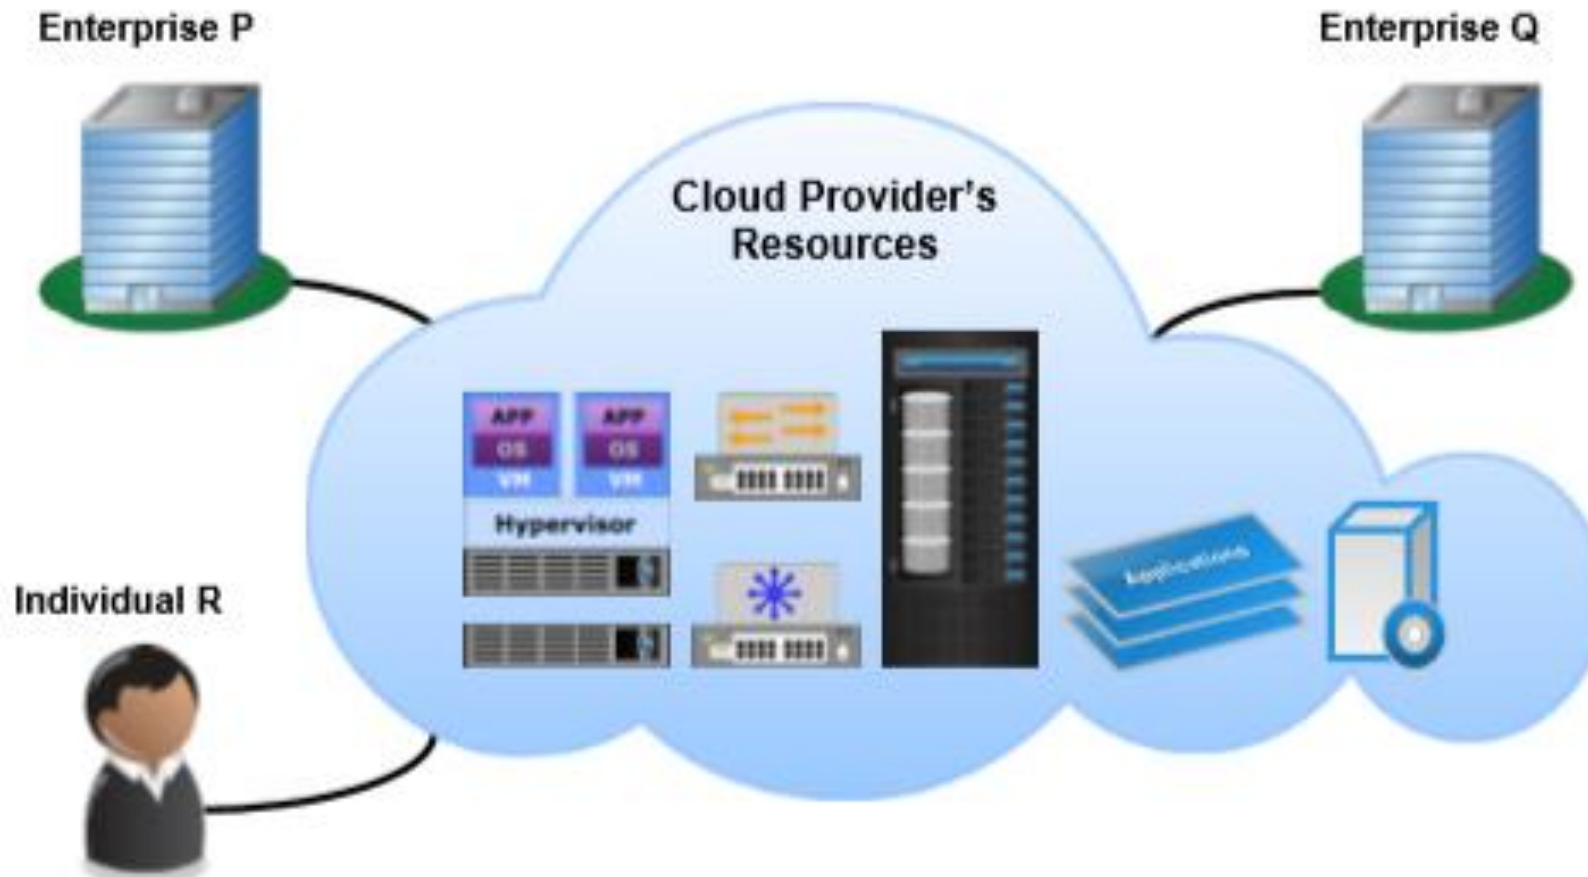 Enterprise P
Enterprise Q
Cloud Provider's
Resources
APP
APP
OS
OS
VM
VM
Hypervisor
Applications
Individual R